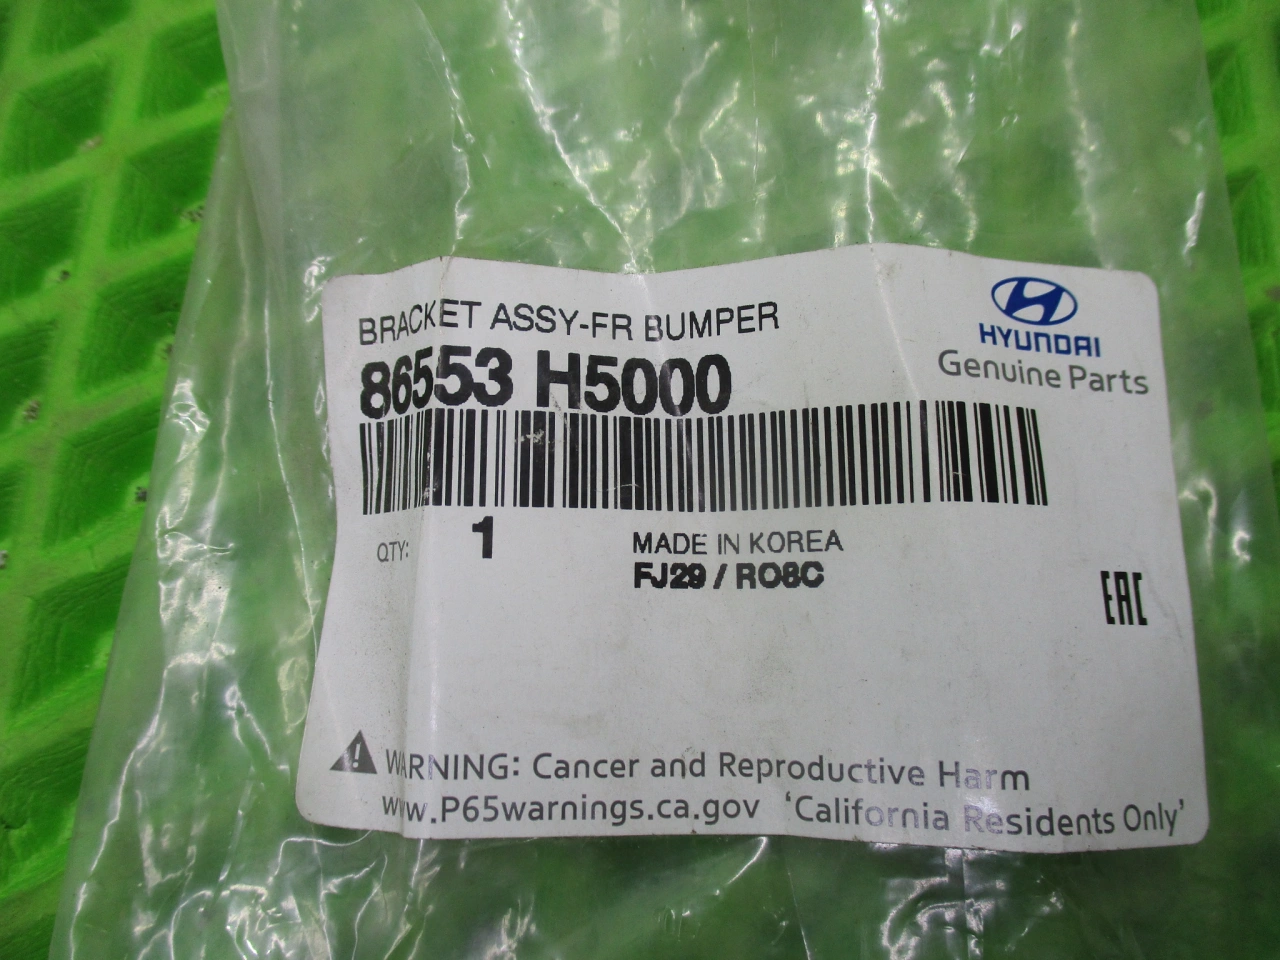 BRACKET ASSY-FR BUMPER
86553 H5000
HYUNDAI
Genuine Parts
QTY: 1
MADE IN KOREA
FJ29 / RO8C
EAC
WARNING: Cancer and Reproductive Harm
www.P65warnings.ca.gov 'California Residents Only'